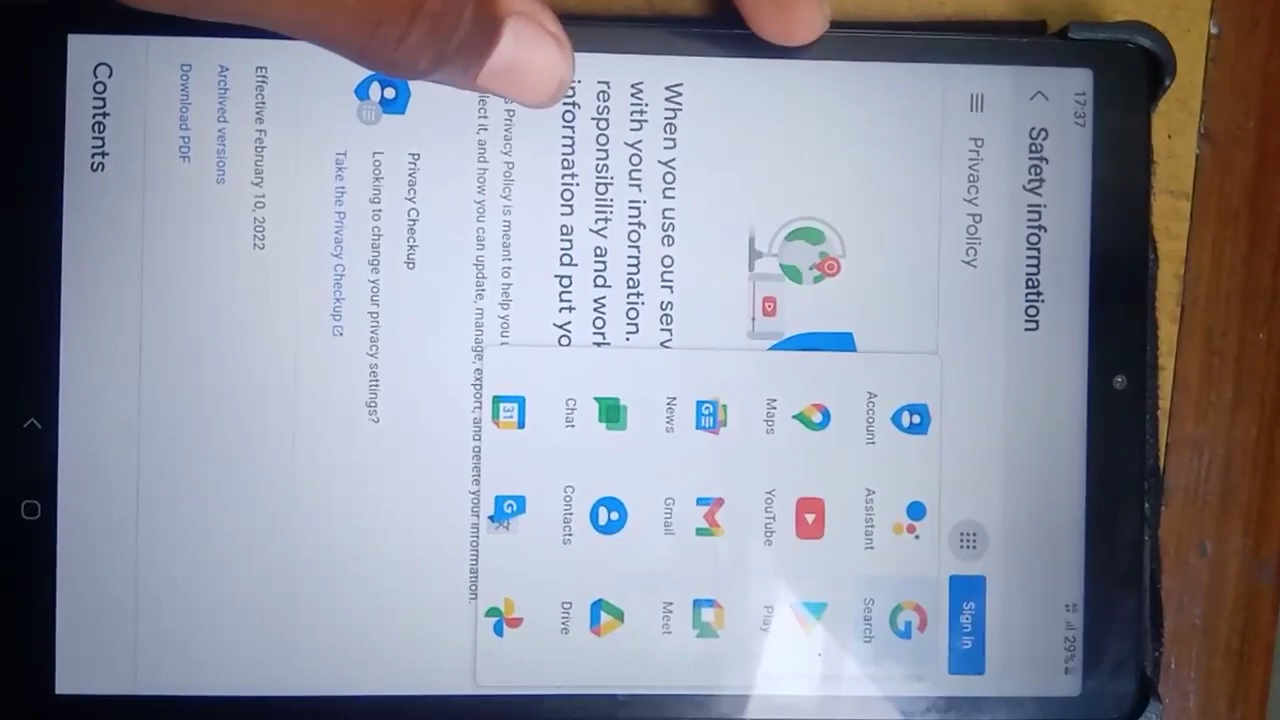 17:37
29%
Safety information
Privacy Policy
Sign in
Account
Assistant
Search
Maps
YouTube
Play
News
Gmail
Meet
Chat
Contacts
Drive
31
When you use our serv
with your information.
responsibility and work
information and put yo
Privacy Policy is meant to help you
lect it, and how you can update, manage, export, and delete your information.
Privacy Checkup
Looking to change your privacy settings?
Take the Privacy Checkup
Effective February 10, 2022
Archived versions
Download PDF
Contents